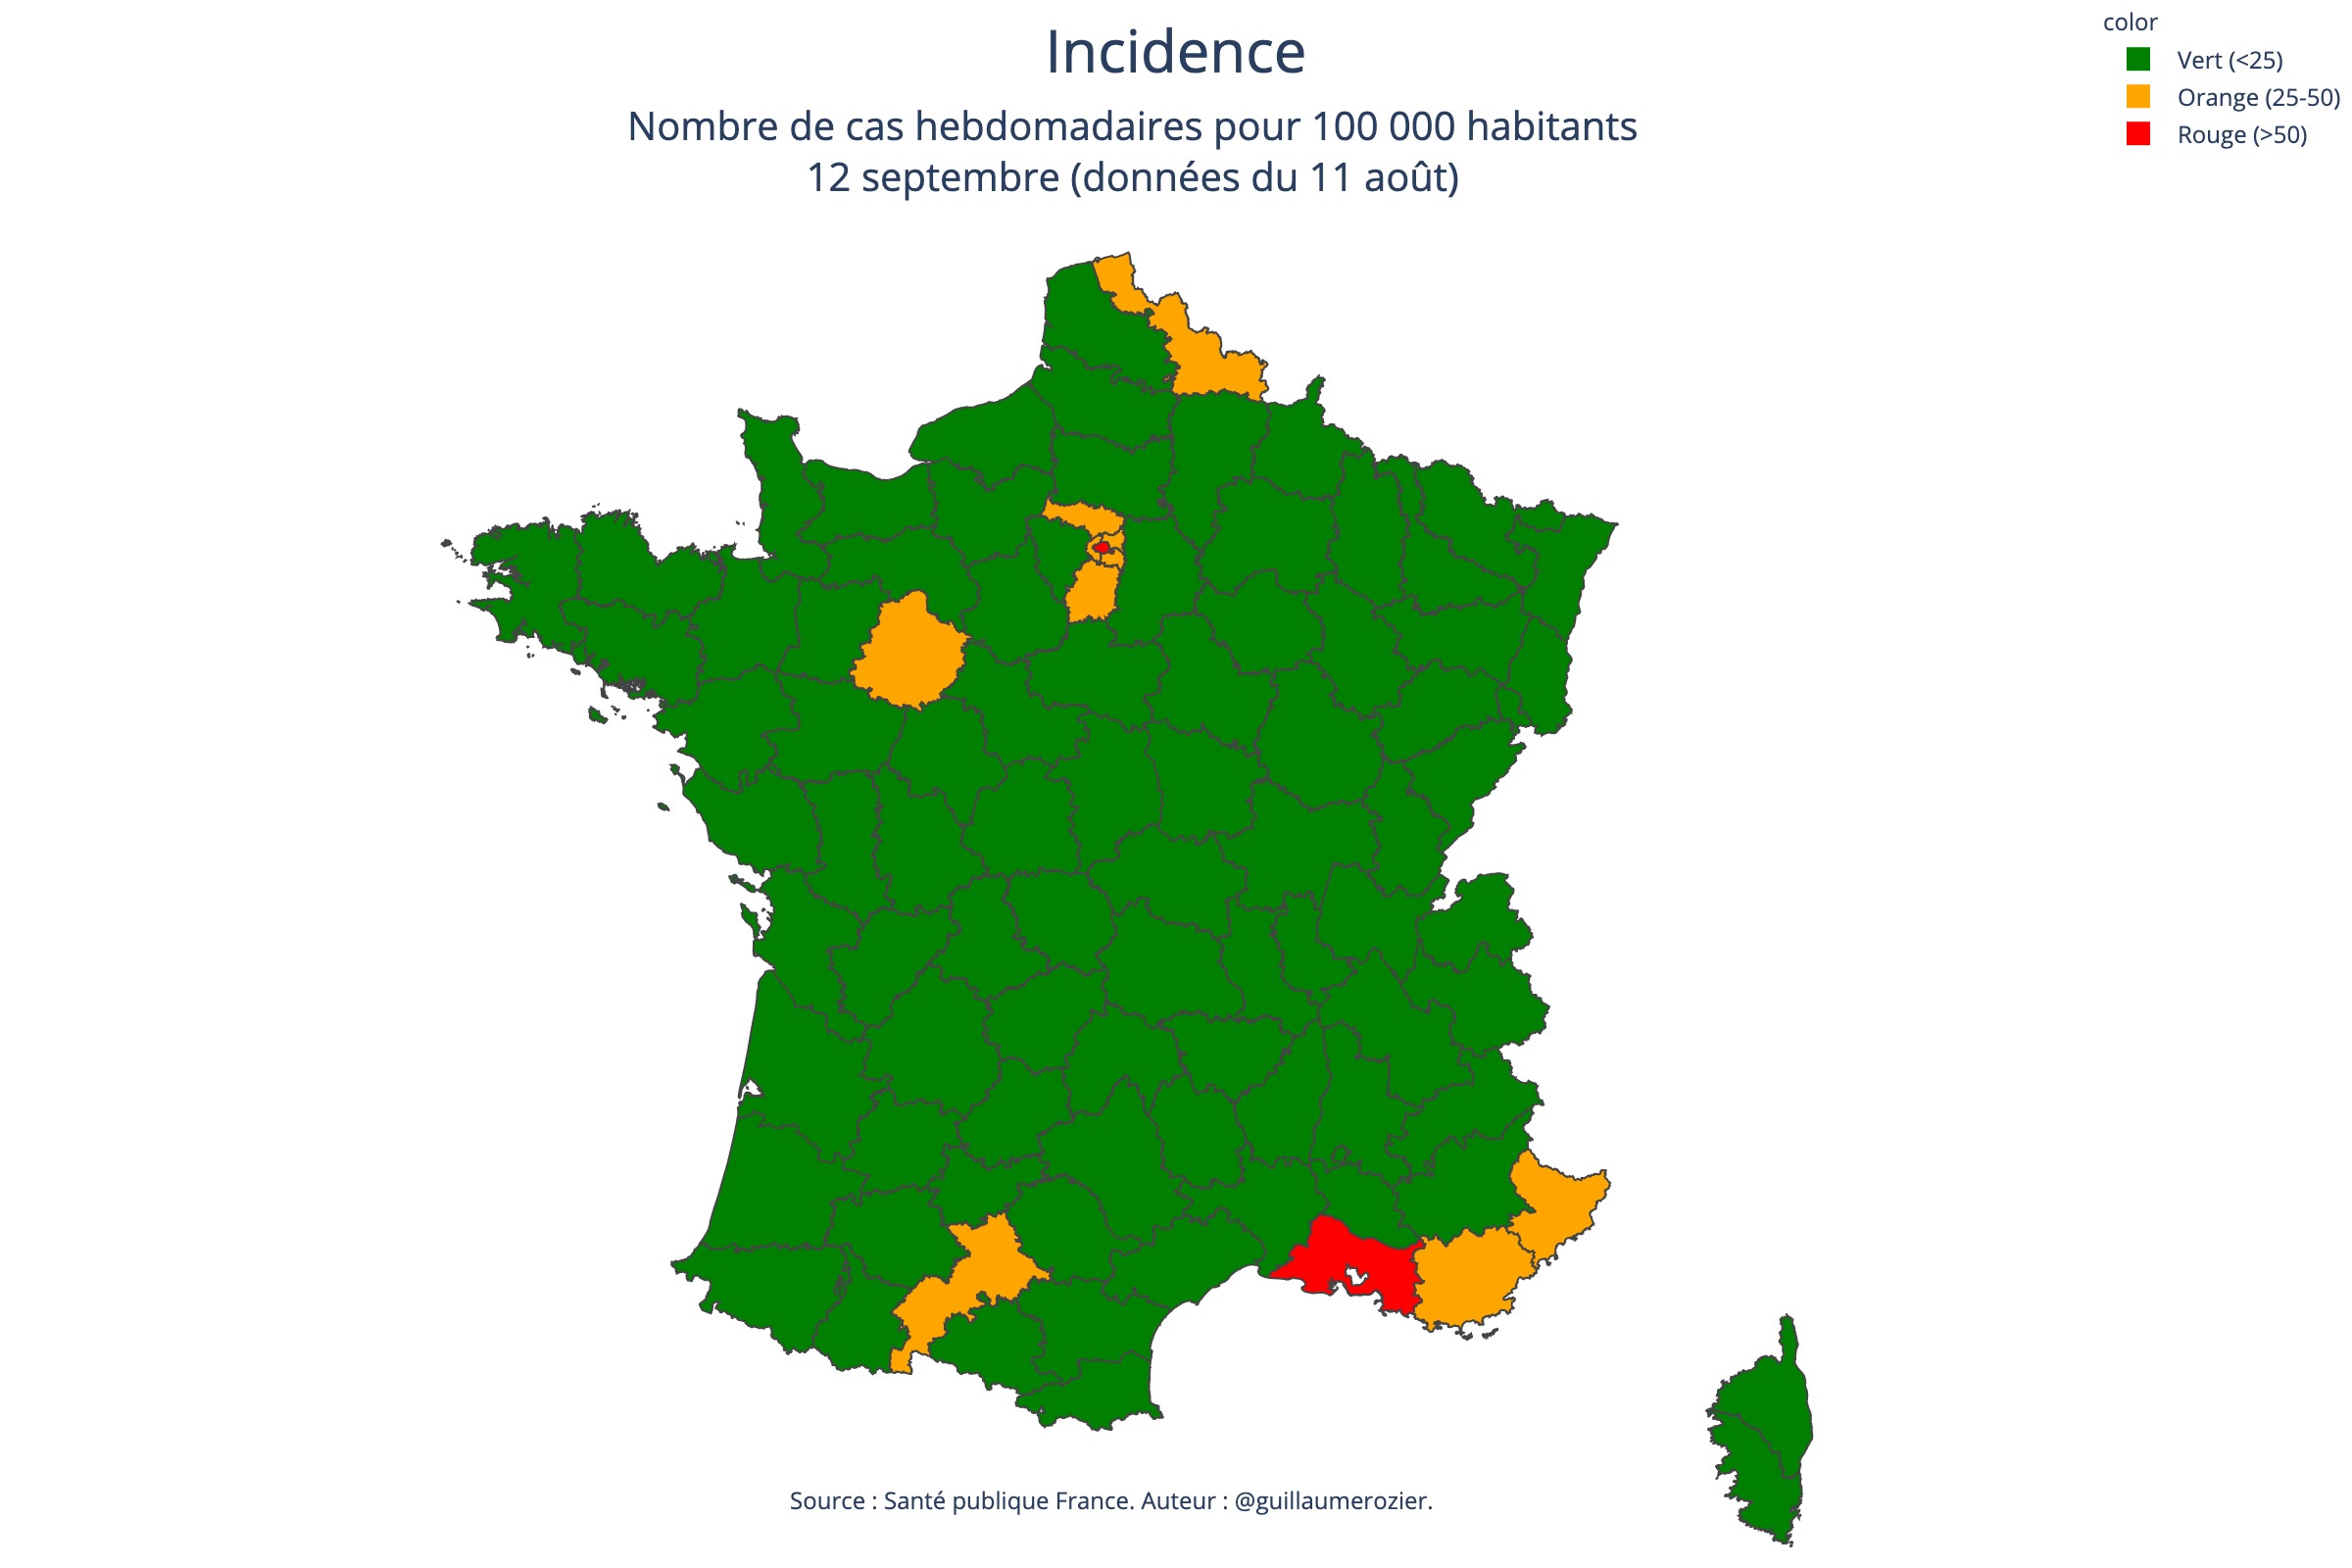 Incidence
Nombre de cas hebdomadaires pour 100 000 habitants
12 septembre (données du 11 août)
color
Vert (<25)
Orange (25-50)
Rouge (>50)
Source : Santé publique France. Auteur : @guillaumerozier.